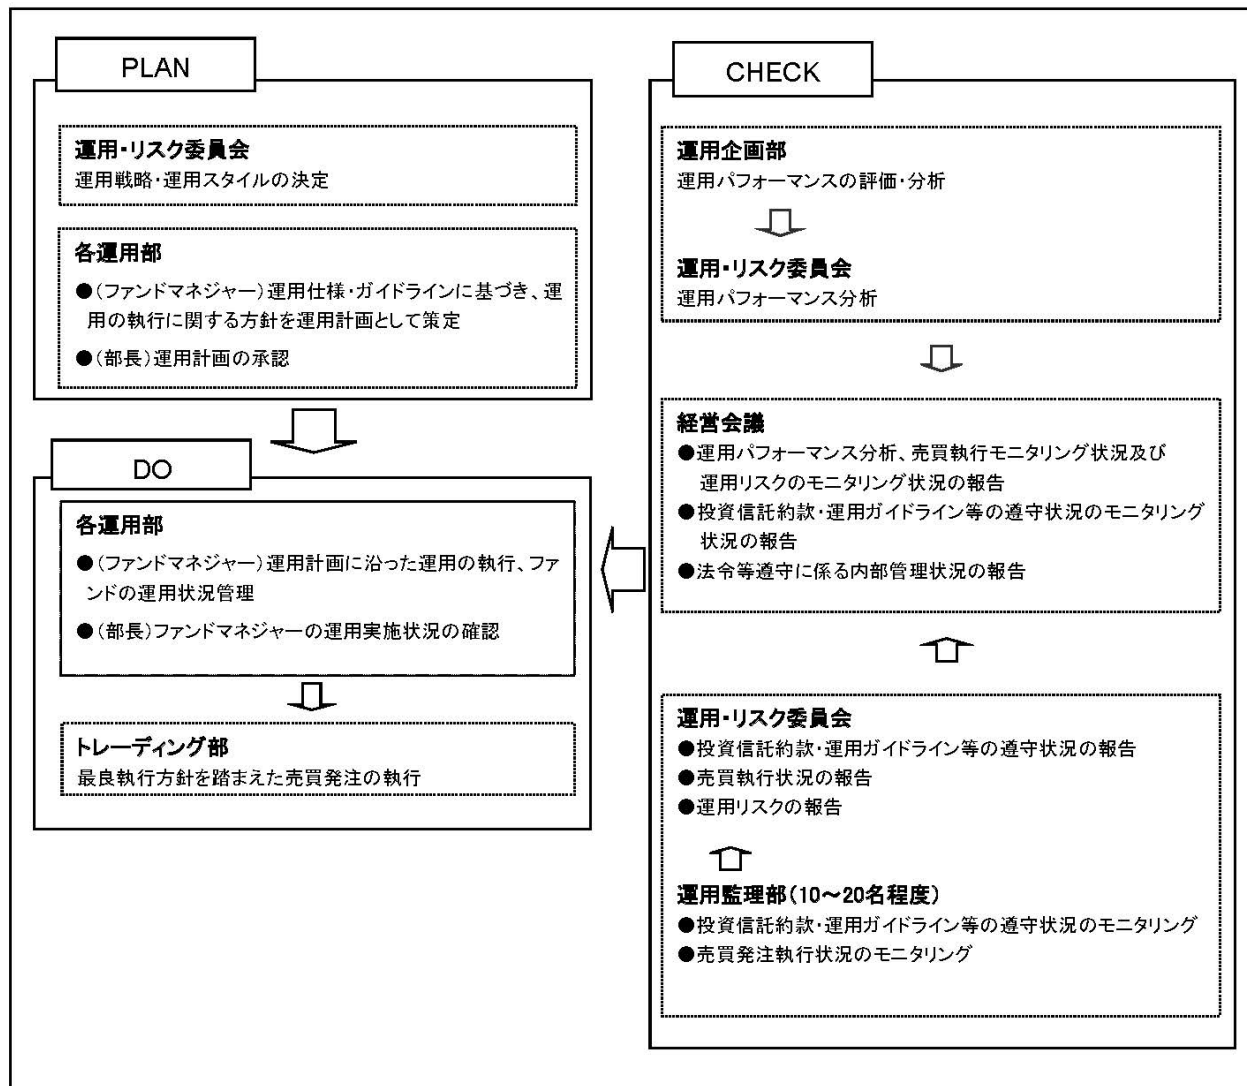 PLAN
運用・リスク委員会
運用戦略・運用スタイルの決定
各運用部
●(ファンドマネジャー)運用仕様・ガイドラインに基づき、運
用の執行に関する方針を運用計画として策定
●(部長)運用計画の承認
DO
各運用部
●(ファンドマネジャー)運用計画に沿った運用の執行、ファ
ンドの運用状況管理
●(部長)ファンドマネジャーの運用実施状況の確認
トレーディング部
最良執行方針を踏まえた売買発注の執行
CHECK
運用企画部
運用パフォーマンスの評価・分析
運用・リスク委員会
運用パフォーマンス分析
経営会議
●運用パフォーマンス分析、売買執行モニタリング状況及び
運用リスクのモニタリング状況の報告
●投資信託約款・運用ガイドライン等の遵守状況のモニタリング
状況の報告
●法令等遵守に係る内部管理状況の報告
運用・リスク委員会
●投資信託約款・運用ガイドライン等の遵守状況の報告
●売買執行状況の報告
●運用リスクの報告
運用監理部(10~20名程度)
●投資信託約款・運用ガイドライン等の遵守状況のモニタリング
●売買発注執行状況のモニタリング